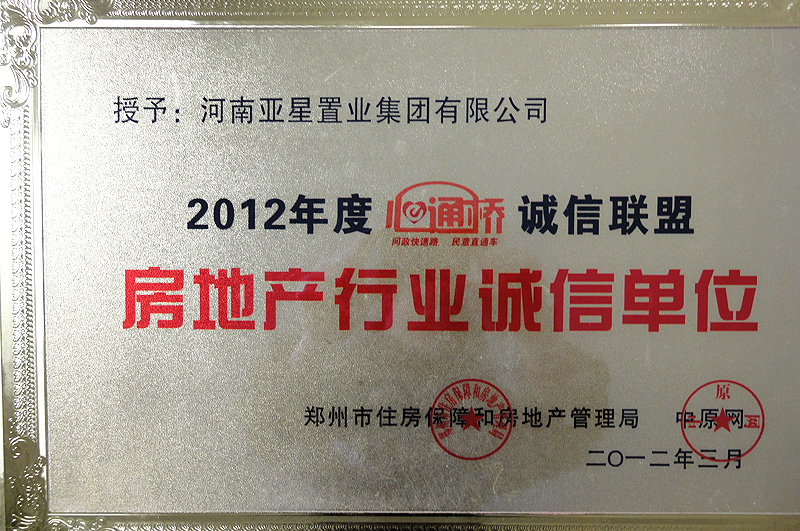 授予：河南亚星置业集团有限公司
2012年度 心通桥 诚信联盟
问政快速路 民意直通车
房地产行业诚信单位
郑州市住房保障和房地产管理局 中原网
二〇一二年三月